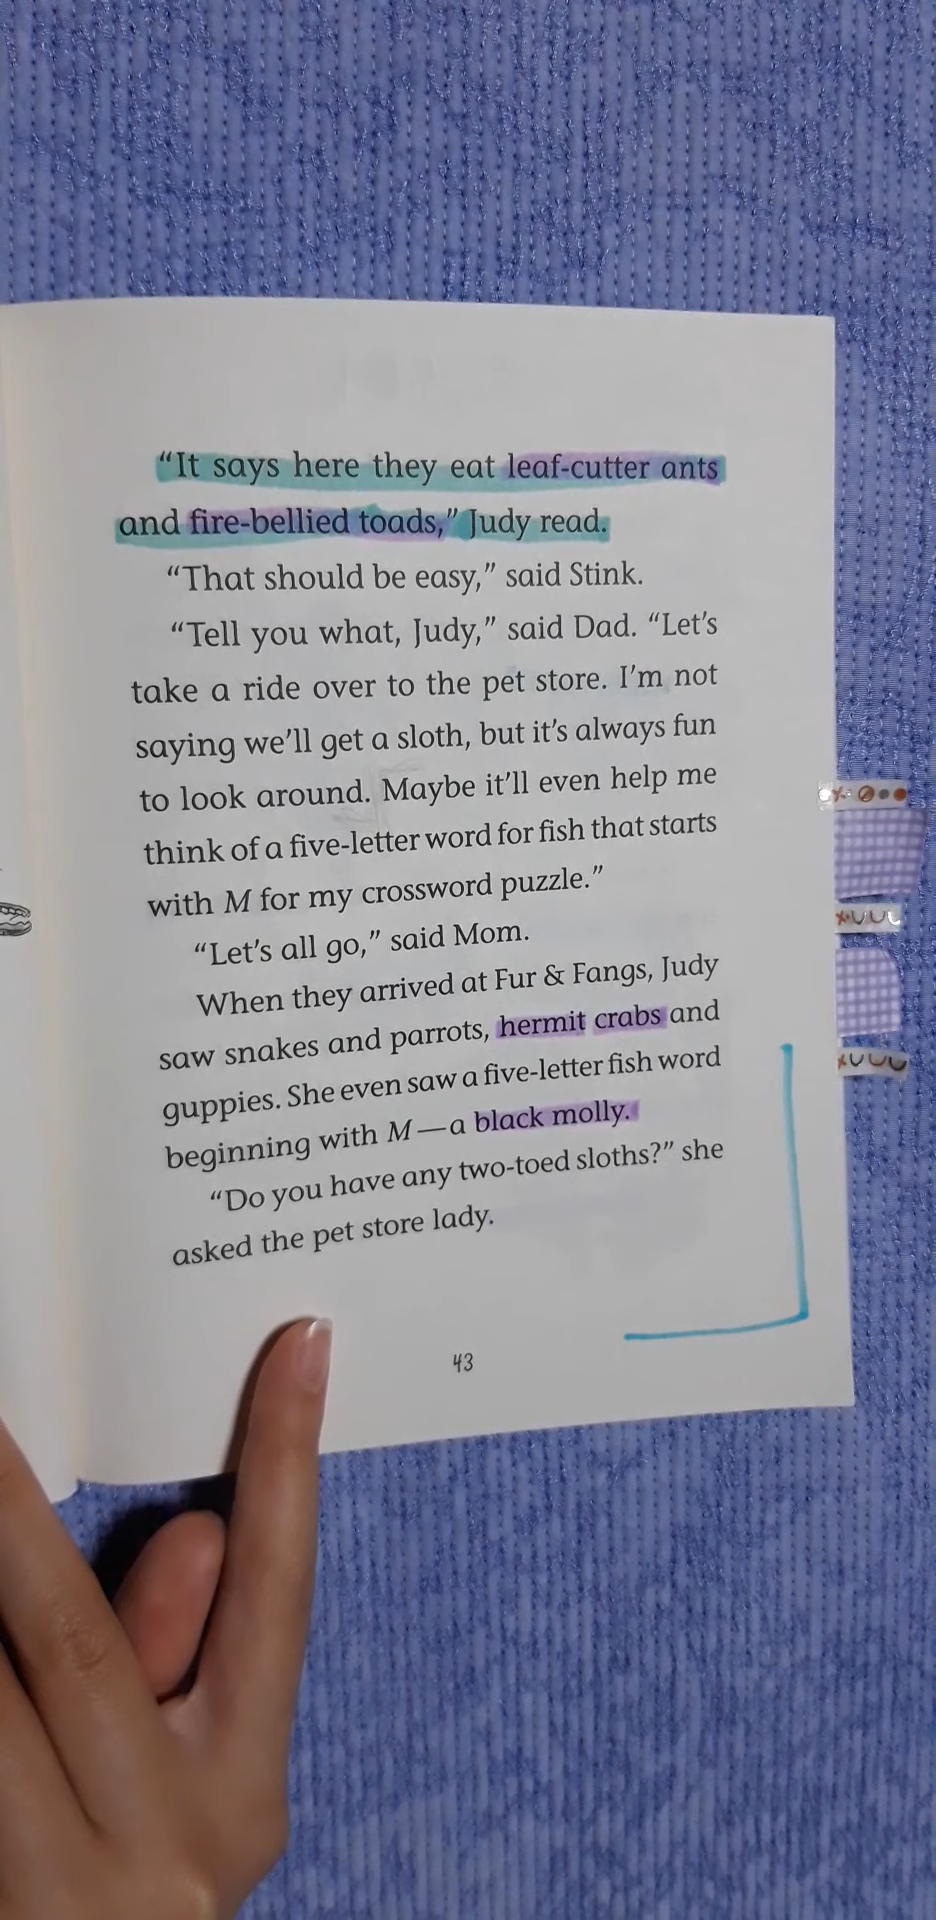 “It says here they eat leaf-cutter ants
and fire-bellied toads,” Judy read.
“That should be easy,” said Stink.
“Tell you what, Judy,” said Dad. “Let’s
take a ride over to the pet store. I’m not
saying we’ll get a sloth, but it’s always fun
to look around. Maybe it’ll even help me
think of a five-letter word for fish that starts
with M for my crossword puzzle.”
“Let’s all go,” said Mom.
When they arrived at Fur & Fangs, Judy
saw snakes and parrots, hermit crabs and
guppies. She even saw a five-letter fish word
beginning with M—a black molly.
“Do you have any two-toed sloths?” she
asked the pet store lady.
43